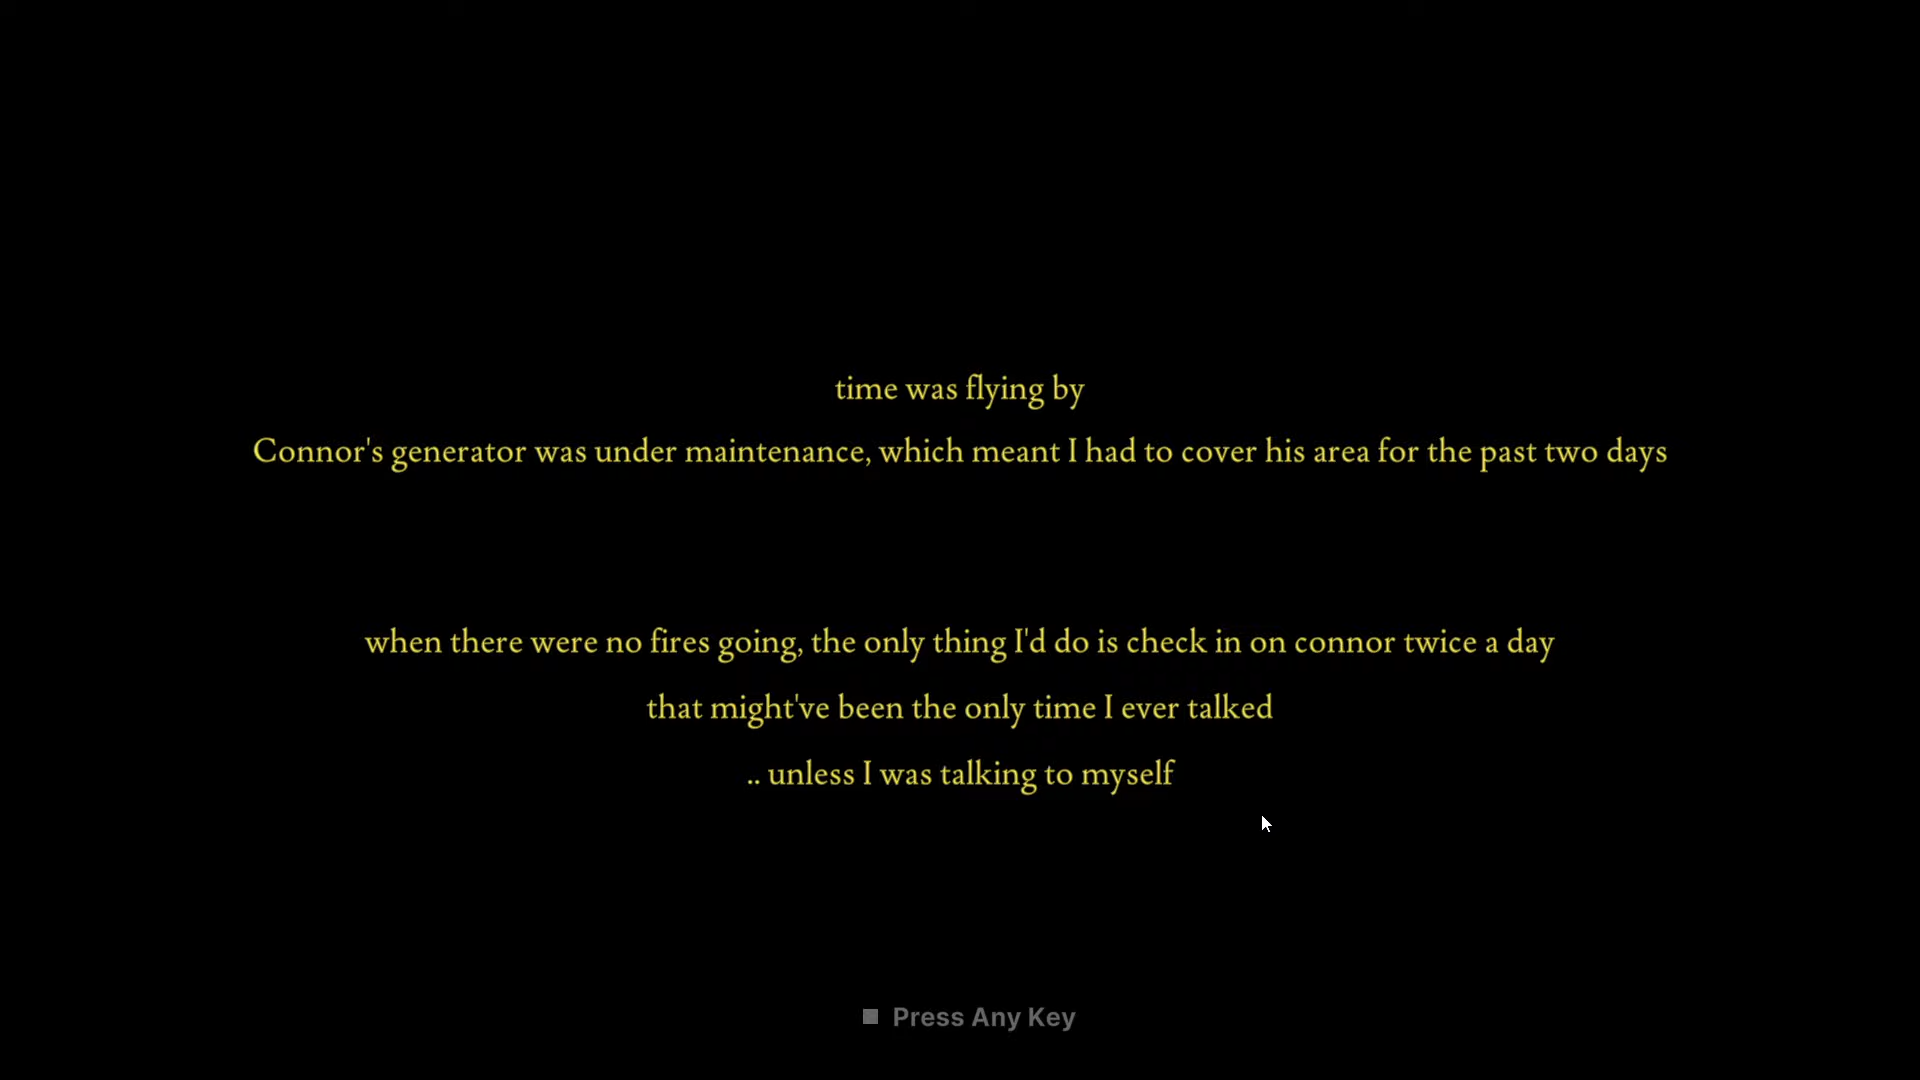 time was flying by
Connor's generator was under maintenance, which meant I had to cover his area for the past two days
when there were no fires going, the only thing I'd do is check in on connor twice a day
that might've been the only time I ever talked
.. unless I was talking to myself
Press Any Key